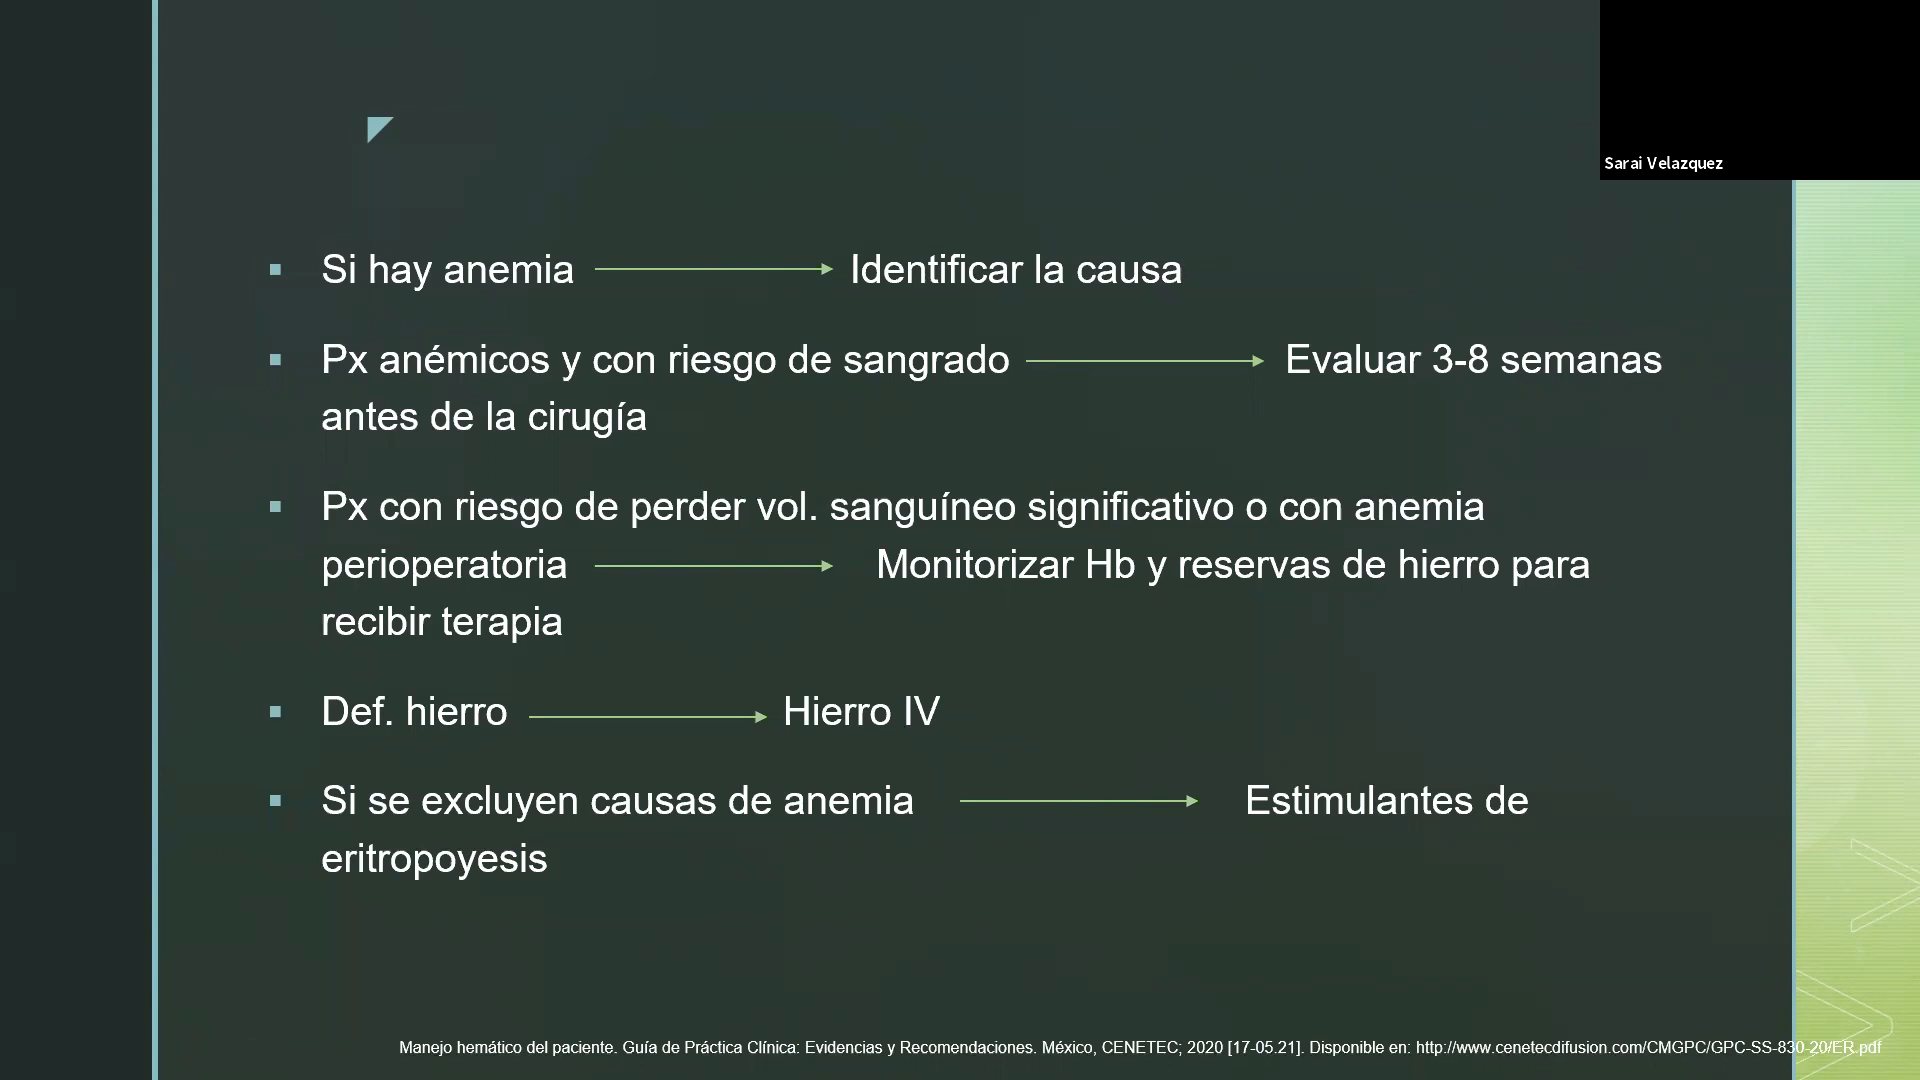 Sarai Velazquez
Si hay anemia Identificar la causa
Px anémicos y con riesgo de sangrado Evaluar 3-8 semanas
antes de la cirugía
Px con riesgo de perder vol. sanguíneo significativo o con anemia
perioperatoria Monitorizar Hb y reservas de hierro para
recibir terapia
Def. hierro Hierro IV
Si se excluyen causas de anemia Estimulantes de
eritropoyesis
Manejo hemático del paciente. Guía de Práctica Clínica: Evidencias y Recomendaciones. México, CENETEC; 2020 [17-05.21]. Disponible en: http://www.cenetecdifusion.com/CMGPC/GPC-SS-830-20/ER.pdf